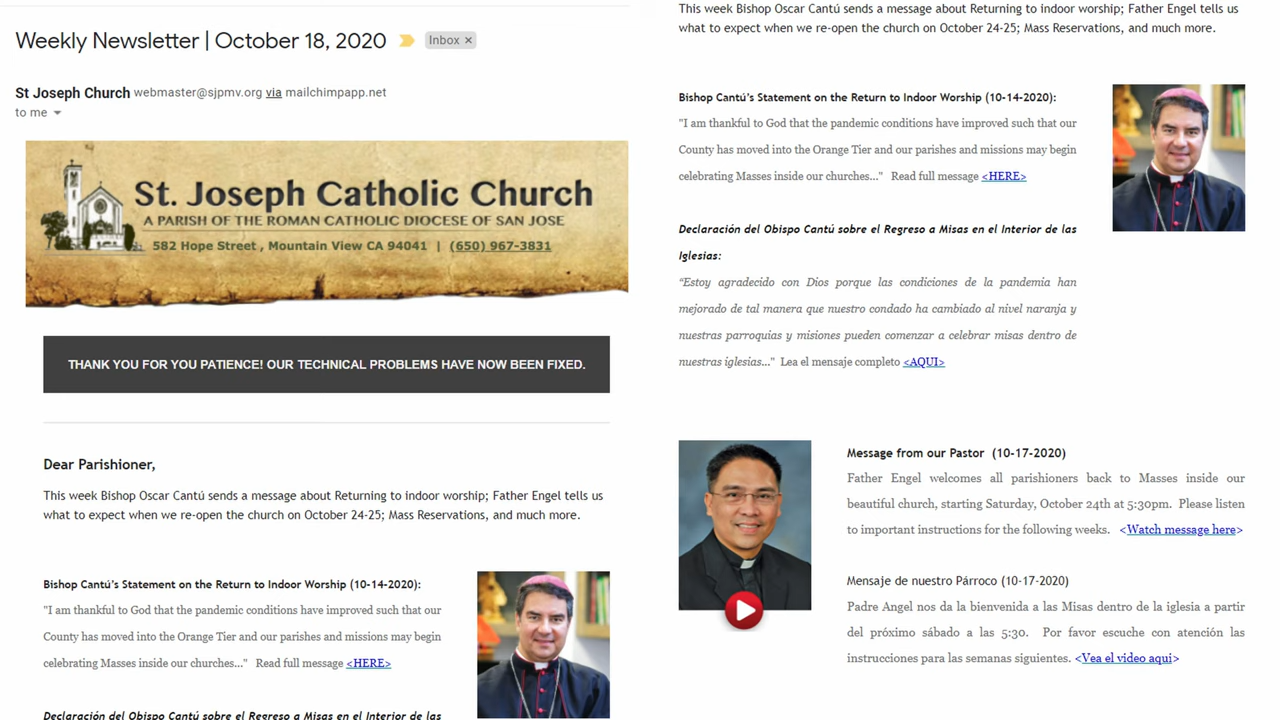 Weekly Newsletter | October 18, 2020
Inbox ×
St Joseph Church webmaster@sjpmv.org via mailchimpapp.net
to me
St. Joseph Catholic Church
A PARISH OF THE ROMAN CATHOLIC DIOCESE OF SAN JOSE
582 Hope Street , Mountain View CA 94041 | (650) 967-3831
THANK YOU FOR YOU PATIENCE! OUR TECHNICAL PROBLEMS HAVE NOW BEEN FIXED.
Dear Parishioner,
This week Bishop Oscar Cantú sends a message about Returning to indoor worship; Father Engel tells us
what to expect when we re-open the church on October 24-25; Mass Reservations, and much more.
Bishop Cantú's Statement on the Return to Indoor Worship (10-14-2020):
"I am thankful to God that the pandemic conditions have improved such that our
County has moved into the Orange Tier and our parishes and missions may begin
celebrating Masses inside our churches..." Read full message <HERE>
Declaración del Obispo Cantú sobre el Regreso a Misas en el Interior de las
This week Bishop Oscar Cantú sends a message about Returning to indoor worship; Father Engel tells us
what to expect when we re-open the church on October 24-25; Mass Reservations, and much more.
Bishop Cantú's Statement on the Return to Indoor Worship (10-14-2020):
"I am thankful to God that the pandemic conditions have improved such that our
County has moved into the Orange Tier and our parishes and missions may begin
celebrating Masses inside our churches..." Read full message <HERE>
Declaración del Obispo Cantú sobre el Regreso a Misas en el Interior de las
Iglesias:
"Estoy agradecido con Dios porque las condiciones de la pandemia han
mejorado de tal manera que nuestro condado ha cambiado al nivel naranja y
nuestras parroquias y misiones pueden comenzar a celebrar misas dentro de
nuestras iglesias..." Lea el mensaje completo <AQUI>
Message from our Pastor (10-17-2020)
Father Engel welcomes all parishioners back to Masses inside our
beautiful church, starting Saturday, October 24th at 5:30pm. Please listen
to important instructions for the following weeks. <Watch message here>
Mensaje de nuestro Párroco (10-17-2020)
Padre Angel nos da la bienvenida a las Misas dentro de la iglesia a partir
del próximo sábado a las 5:30. Por favor escuche con atención las
instrucciones para las semanas siguientes. <Vea el video aqui>